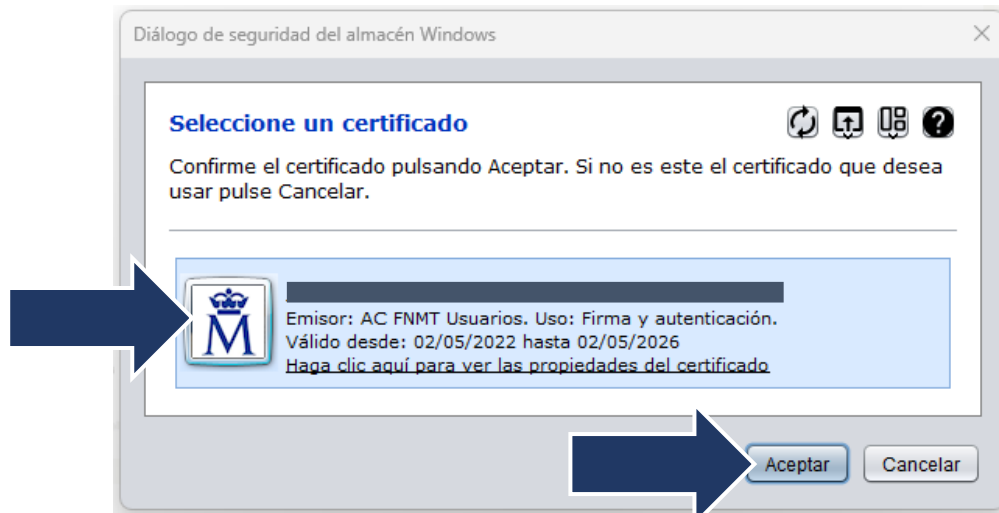 Diálogo de seguridad del almacén Windows
Seleccione un certificado
Confirme el certificado pulsando Aceptar. Si no es este el certificado que desea
usar pulse Cancelar.
M
Emisor: AC FNMT Usuarios. Uso: Firma y autenticación.
Válido desde: 02/05/2022 hasta 02/05/2026
Haga clic aquí para ver las propiedades del certificado
Aceptar
Cancelar